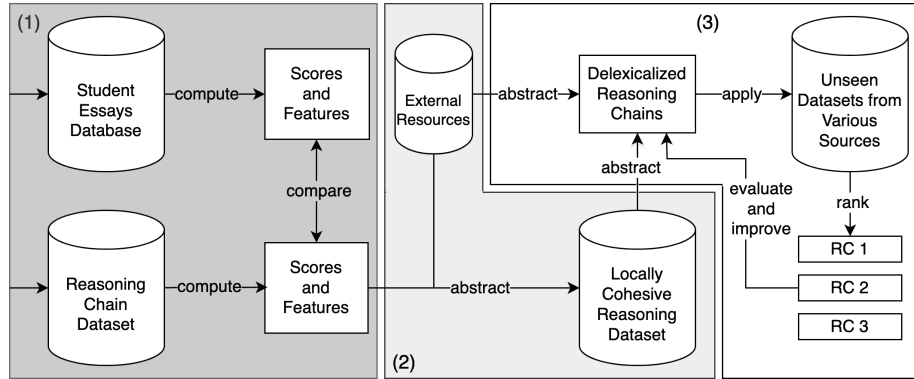 (1)
Student
Essays
Database
compute
Scores
and
Features
compare
Reasoning
Chain
Dataset
compute
Scores
and
Features
(2)
External
Resources
abstract
abstract
Locally
Cohesive
Reasoning
Dataset
abstract
(3)
Delexicalized
Reasoning
Chains
apply
Unseen
Datasets from
Various
Sources
rank
evaluate
and
improve
RC 1
RC 2
RC 3